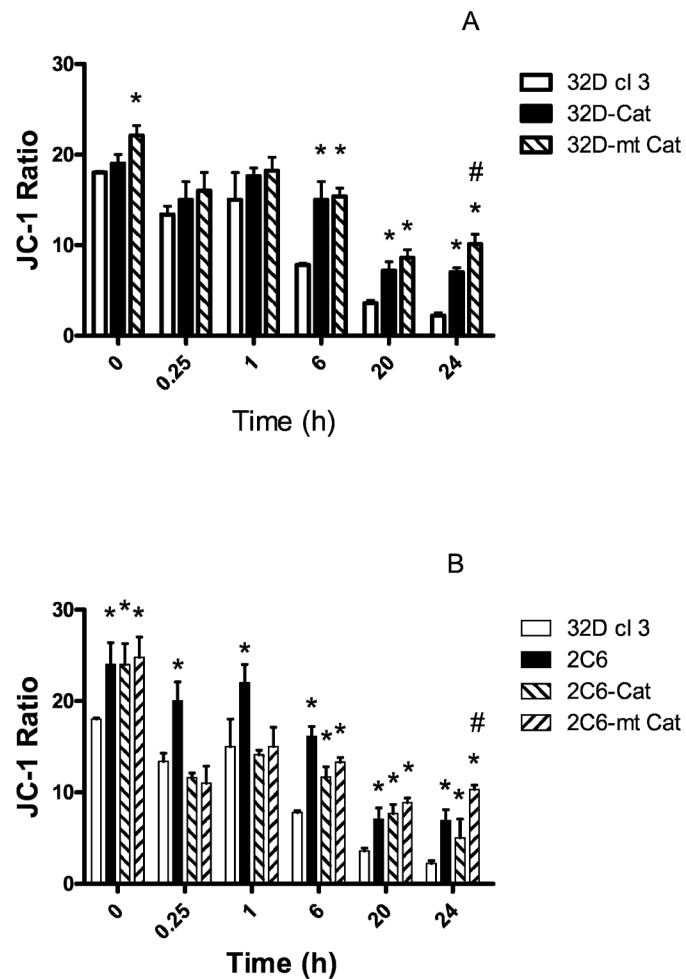 A
32D cl 3
32D-Cat
32D-mt Cat
JC-1 Ratio
30
20
10
0
*
* *
* *
#
* *
0 0.25 1 6 20 24
Time (h)
B
32D cl 3
2C6
2C6-Cat
2C6-mt Cat
JC-1 Ratio
30
20
10
0
* * *
*
*
* * *
* * *
#
* * *
0 0.25 1 6 20 24
Time (h)